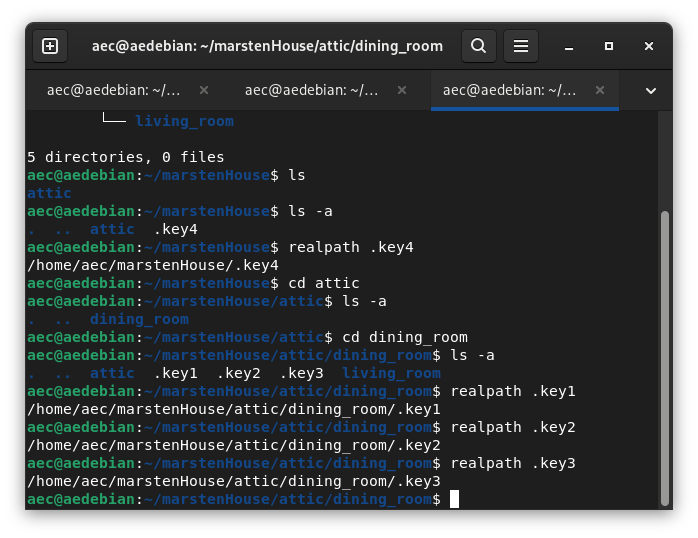 aec@aedebian: ~/marstenHouse/attic/dining_room
aec@aedebian: ~/... aec@aedebian: ~/... aec@aedebian: ~/...
└── living_room
5 directories, 0 files
aec@aedebian:~/marstenHouse$ ls
attic
aec@aedebian:~/marstenHouse$ ls -a
. .. attic .key4
aec@aedebian:~/marstenHouse$ realpath .key4
/home/aec/marstenHouse/.key4
aec@aedebian:~/marstenHouse$ cd attic
aec@aedebian:~/marstenHouse/attic$ ls -a
. .. dining_room
aec@aedebian:~/marstenHouse/attic$ cd dining_room
aec@aedebian:~/marstenHouse/attic/dining_room$ ls -a
. .. attic .key1 .key2 .key3 living_room
aec@aedebian:~/marstenHouse/attic/dining_room$ realpath .key1
/home/aec/marstenHouse/attic/dining_room/.key1
aec@aedebian:~/marstenHouse/attic/dining_room$ realpath .key2
/home/aec/marstenHouse/attic/dining_room/.key2
aec@aedebian:~/marstenHouse/attic/dining_room$ realpath .key3
/home/aec/marstenHouse/attic/dining_room/.key3
aec@aedebian:~/marstenHouse/attic/dining_room$